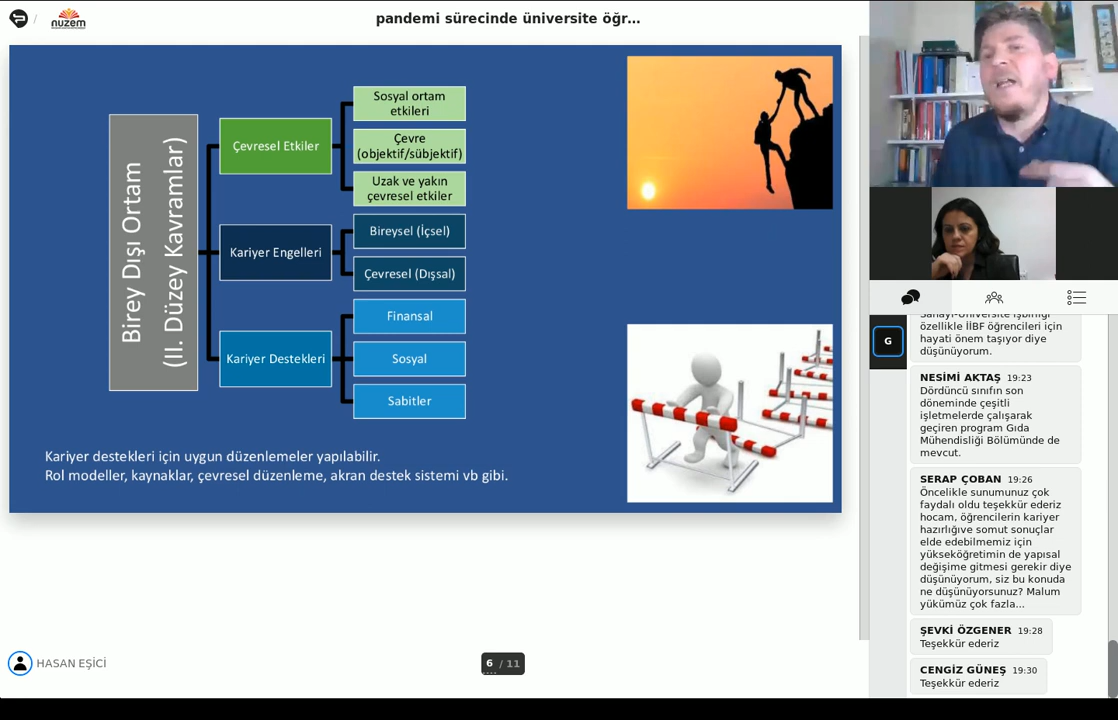 /
nuzem
pandemi sürecinde üniversite öğr...
Birey Dışı Ortam
(II. Düzey Kavramlar)
Çevresel Etkiler
Sosyal ortam
etkileri
Çevre
(objektif/sübjektif)
Uzak ve yakın
çevresel etkiler
Kariyer Engelleri
Bireysel (İçsel)
Çevresel (Dışsal)
Kariyer Destekleri
Finansal
Sosyal
Sabitler
Kariyer destekleri için uygun düzenlemeler yapılabilir.
Rol modeller, kaynaklar, çevresel düzenleme, akran destek sistemi vb gibi.
HASAN EŞİCİ
6 / 11
G
Sanayi-Üniversite işbirliği
özellikle İİBF öğrencileri için
hayati önem taşıyor diye
düşünüyorum.
NESİMİ AKTAŞ 19:23
Dördüncü sınıfın son
döneminde çeşitli
işletmelerde çalışarak
geçiren program Gıda
Mühendisliği Bölümünde de
mevcut.
SERAP ÇOBAN 19:26
Öncelikle sunumunuz çok
faydalı oldu teşekkür ederiz
hocam, öğrencilerin kariyer
hazırlığıve somut sonuçlar
elde edebilmemiz için
yükseköğretimin de yapısal
değişime gitmesi gerekir diye
düşünüyorum, siz bu konuda
ne düşünüyorsunuz? Malum
yükümüz çok fazla...
ŞEVKİ ÖZGENER 19:28
Teşekkür ederiz
CENGİZ GÜNEŞ 19:30
Teşekkür ederiz